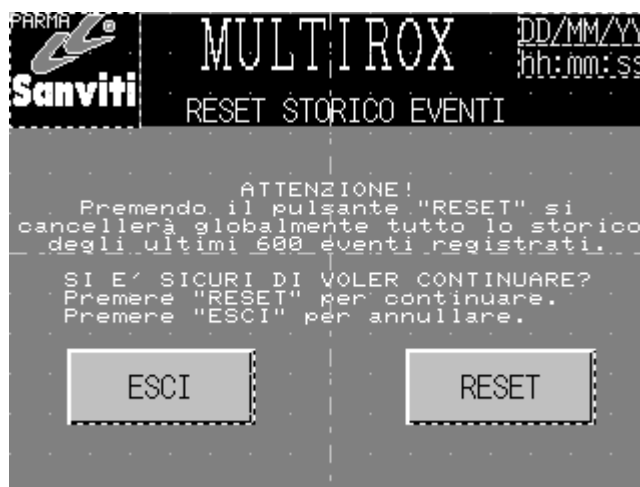 PARMA
Sanviti
MULTIROX
DD/MM/YY
hh:mm:ss
RESET STORICO EVENTI
ATTENZIONE!
Premendo il pulsante "RESET" si
cancellerà globalmente tutto lo storico
degli ultimi 600 eventi registrati.
SI E' SICURI DI VOLER CONTINUARE?
Premere "RESET" per continuare.
Premere "ESCI" per annullare.
ESCI
RESET